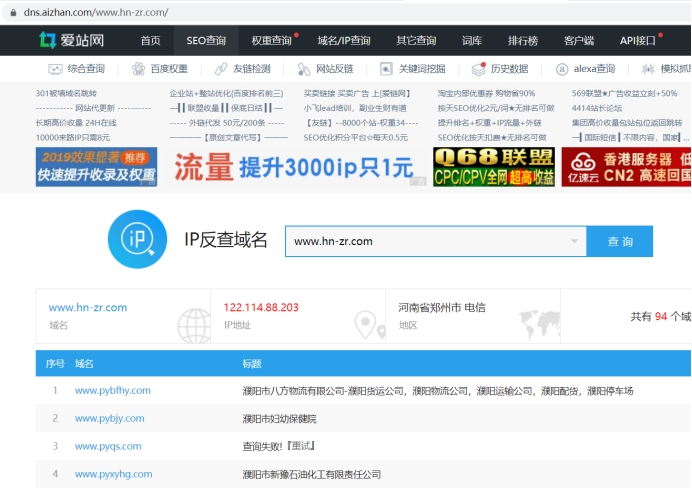 dns.aizhan.com/www.hn-zr.com/
爱站网 首页 SEO查询 权重查询 域名/IP查询 其它查询 词库 排行榜 客户端 API接口
综合查询 百度权重 友链检测 网站反链 关键词挖掘 历史数据 alexa查询 模拟抓
301被墙域名跳转 企业站+整站优化(百度排名前三) 买卖链接 买卖广告 上[爱链网] 淘宝内部优惠券 购物省90% 569联盟★广告收益立刻+50%
----------- 网站代更新 ----------- ━┫┃联盟收量┃┃保底日结┃┃━ 小飞lead培训，副业生财有道 按天SEO优化2元/词★无排名可做 4414站长论坛
长期高价收量 24H在线 ------ 外链代发 50元/200条 ------ 【友链】--8000个站-权重34---- 提升排名+权重+IP流量+外链 集团高价收量包站包位返回跳转
10000来路IP只需8元 ————【原创文章代写】———— SEO优化积分平台☆每天0.5元 SEO优化按天扣费★无排名可做 ━┫国际短信┃不限内容，国柬┃...
2019效果显著 推荐
快速提升收录及权重
流量 提升3000ip只1元
Q68联盟
CPC/CPV全网超高收益
亿速云
香港服务器 低
CN2 高速回国
IP反查域名 www.hn-zr.com 查 询
www.hn-zr.com 122.114.88.203 河南省郑州市 电信 共有 94 个域
域名 IP地址 地区
序号 域名 标题
1 www.pybfhy.com 濮阳市八方物流有限公司-濮阳货运公司，濮阳物流公司，濮阳运输公司，濮阳配货，濮阳停车场
2 www.pybjy.com 濮阳市妇幼保健院
3 www.pyqs.com 查询失败!『重试』
4 www.pyxyhg.com 濮阳市新豫石油化工有限责任公司